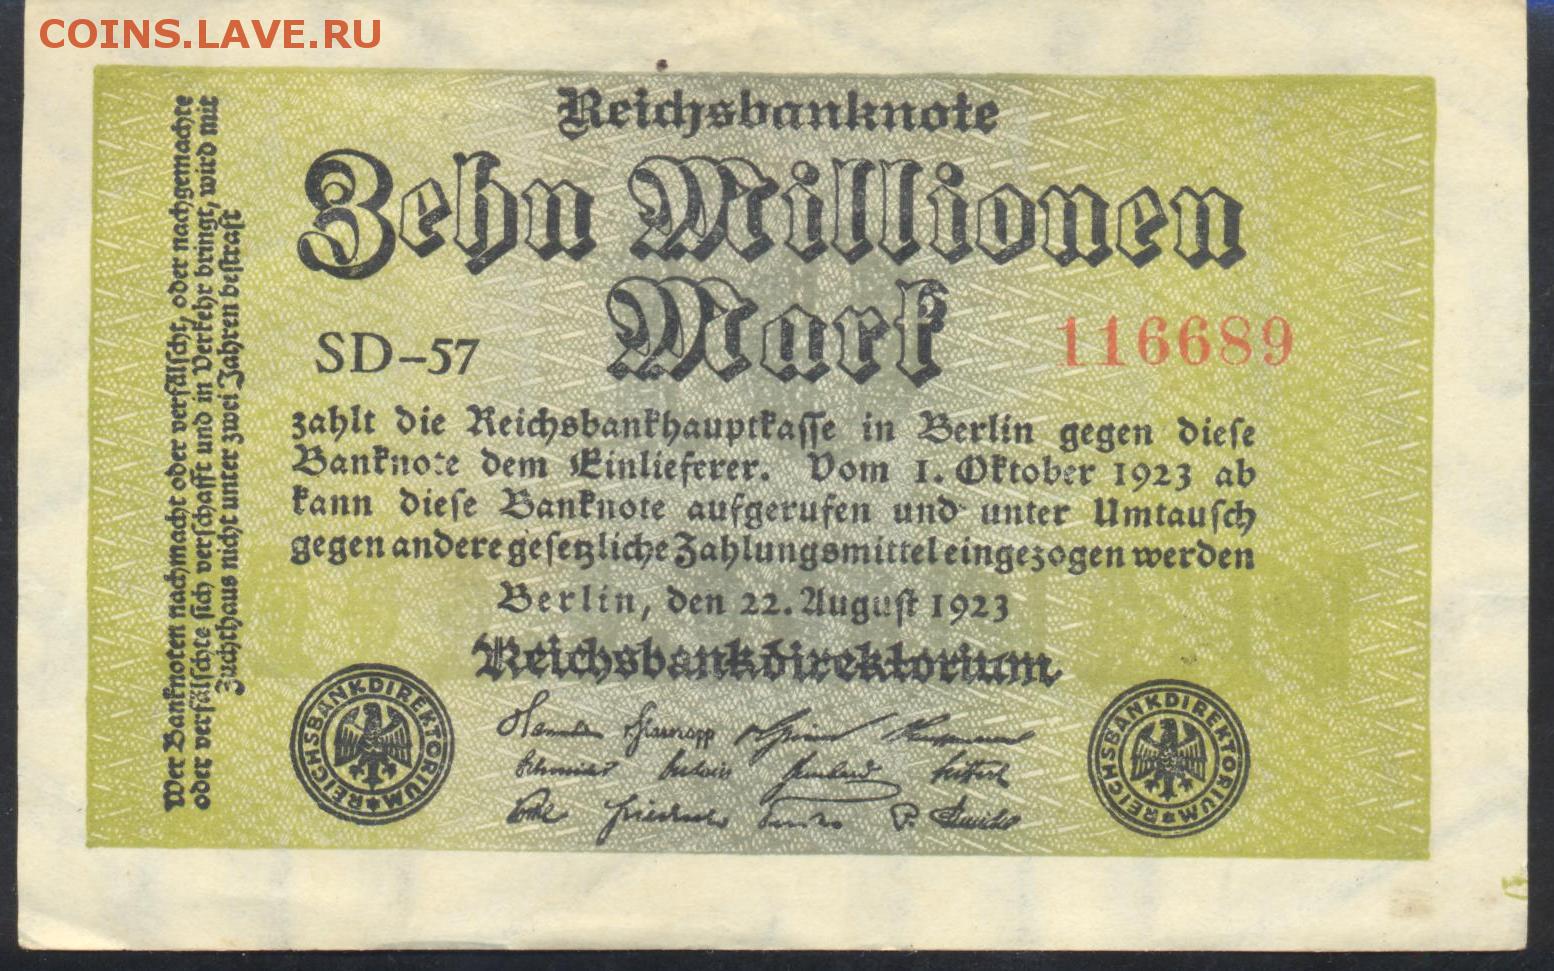 COINS.LAVE.RU
Reichsbanknote
Zehn Millionen
Mark
SD-57
116689
zahlt die Reichsbankhauptkasse in Berlin gegen diese
Banknote dem Einlieferer. Vom 1. Oktober 1923 ab
kann diese Banknote aufgerufen und unter Umtausch
gegen andere gesetzliche Zahlungsmittel eingezogen werden
Berlin, den 22. August 1923
Reichsbankdirektorium
Wer Banknoten nachmacht oder verfälscht, oder nachgemachte
oder verfälschte sich verschafft und in Verkehr bringt, wird mit
Zuchthaus nicht unter zwei Jahren bestraft
REICHSBANKDIREKTORIUM
REICHSBANKDIREKTORIUM